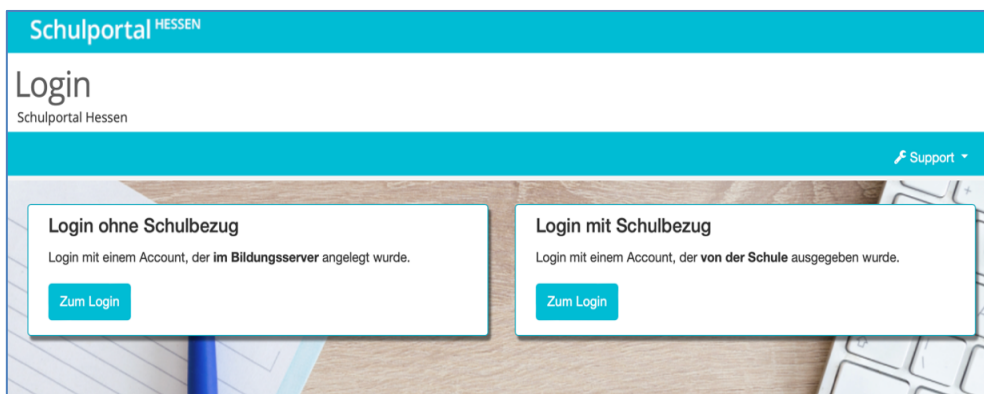 Schulportal HESSEN
Login
Schulportal Hessen
Support
Login ohne Schulbezug
Login mit einem Account, der im Bildungsserver angelegt wurde.
Zum Login
Login mit Schulbezug
Login mit einem Account, der von der Schule ausgegeben wurde.
Zum Login